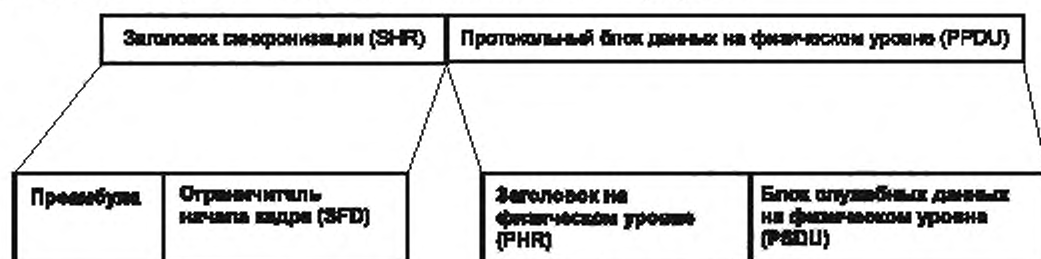 Заголовок синхронизации (SHR)
Протокольный блок данных на физическом уровне (PPDU)
Преамбула
Ограничитель
начала кадра (SFD)
Заголовок на
физическом уровне
(PHR)
Блок служебных данных
на физическом уровне
(PSDU)